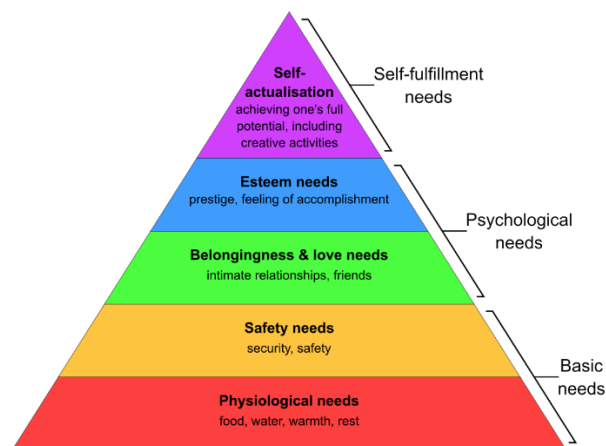 Self-
actualisation
achieving one's full
potential, including
creative activities
Self-fulfillment
needs
Esteem needs
prestige, feeling of accomplishment
Belongingness & love needs
intimate relationships, friends
Psychological
needs
Safety needs
security, safety
Physiological needs
food, water, warmth, rest
Basic
needs